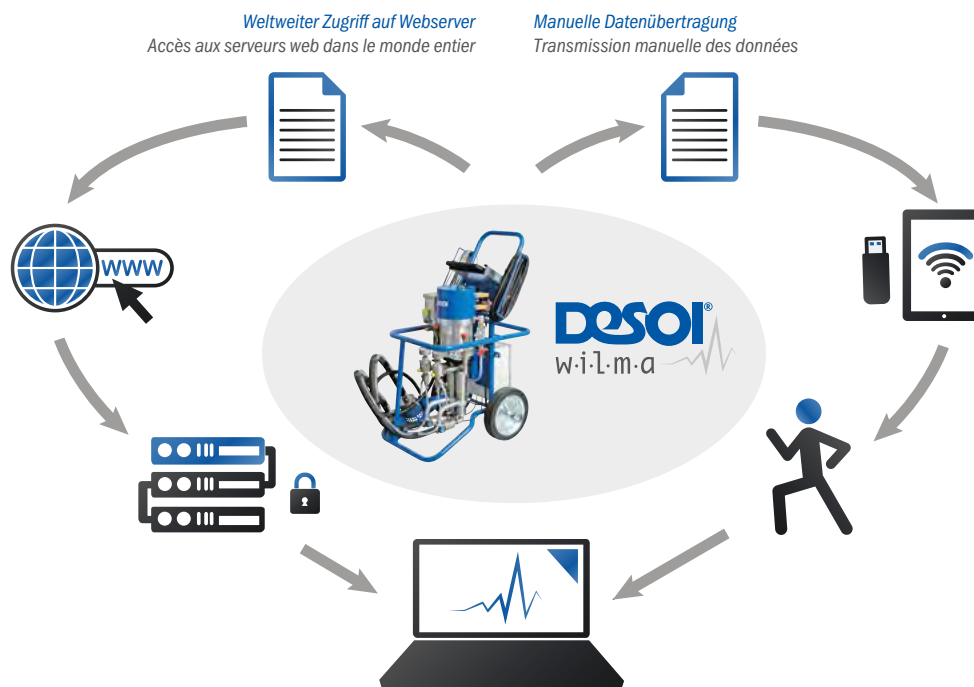 Weltweiter Zugriff auf Webserver
Accès aux serveurs web dans le monde entier
Manuelle Datenübertragung
Transmission manuelle des données
WWW
DESOI®
w·i·l·m·a